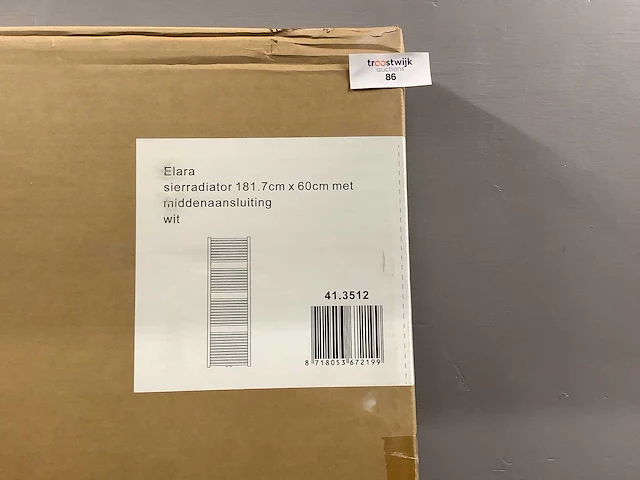 troostwijk
auctions
86
Elara
sierradiator 181.7cm x 60cm met
middenaansluiting
wit
41.3512
8 718053 672199